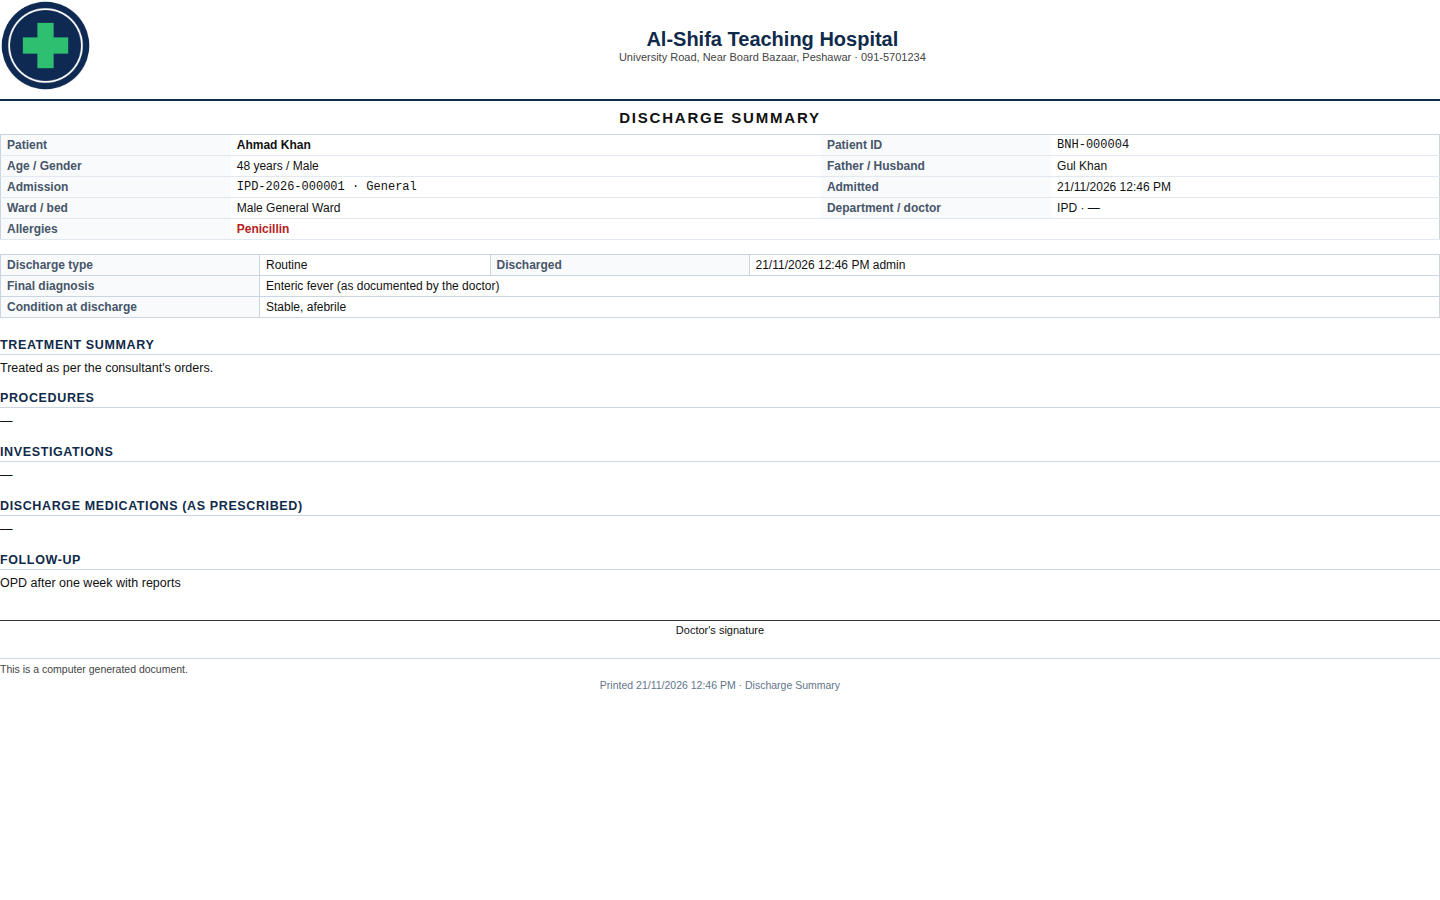 Al-Shifa Teaching Hospital
University Road, Near Board Bazaar, Peshawar · 091-5701234
DISCHARGE SUMMARY
Patient Ahmad Khan Patient ID BNH-000004
Age / Gender 48 years / Male Father / Husband Gul Khan
Admission IPD-2026-000001 · General Admitted 21/11/2026 12:46 PM
Ward / bed Male General Ward Department / doctor IPD · —
Allergies Penicillin
Discharge type Routine Discharged 21/11/2026 12:46 PM admin
Final diagnosis Enteric fever (as documented by the doctor)
Condition at discharge Stable, afebrile
TREATMENT SUMMARY
Treated as per the consultant's orders.
PROCEDURES
—
INVESTIGATIONS
—
DISCHARGE MEDICATIONS (AS PRESCRIBED)
—
FOLLOW-UP
OPD after one week with reports
Doctor's signature
This is a computer generated document.
Printed 21/11/2026 12:46 PM · Discharge Summary